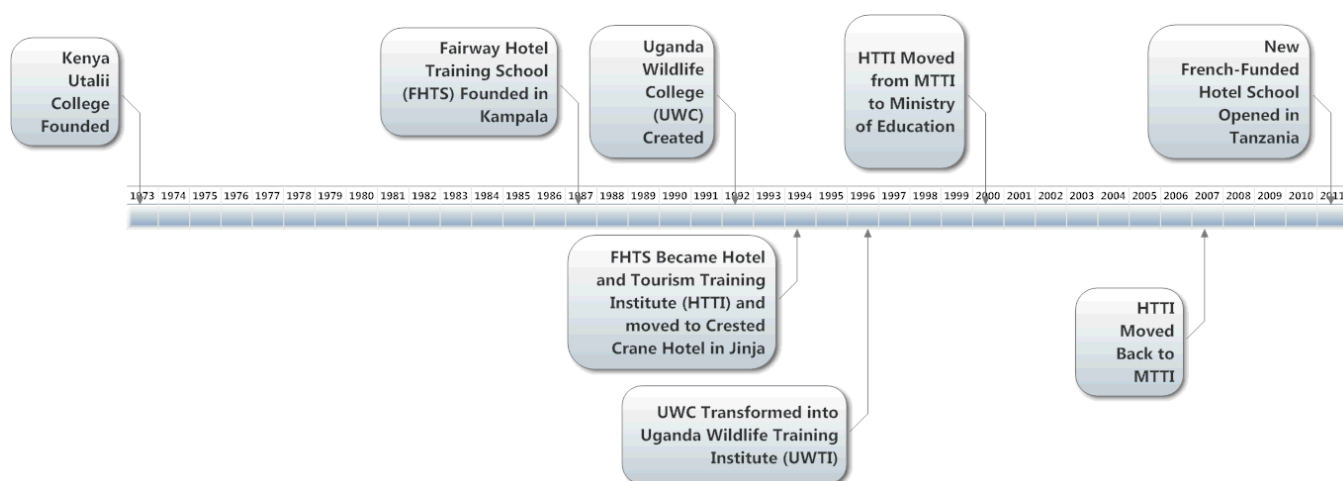 Kenya
Utalii
College
Founded
Fairway Hotel
Training School
(FHTS) Founded in
Kampala
Uganda
Wildlife
College
(UWC)
Created
HTTI Moved
from MTTI
to Ministry
of Education
New
French-Funded
Hotel School
Opened in
Tanzania
1973 1974 1975 1976 1977 1978 1979 1980 1981 1982 1983 1984 1985 1986 1987 1988 1989 1990 1991 1992 1993 1994 1995 1996 1997 1998 1999 2000 2001 2002 2003 2004 2005 2006 2007 2008 2009 2010 2011
FHTS Became Hotel
and Tourism Training
Institute (HTTI) and
moved to Crested
Crane Hotel in Jinja
UWC Transformed into
Uganda Wildlife Training
Institute (UWTI)
HTTI
Moved
Back to
MTTI